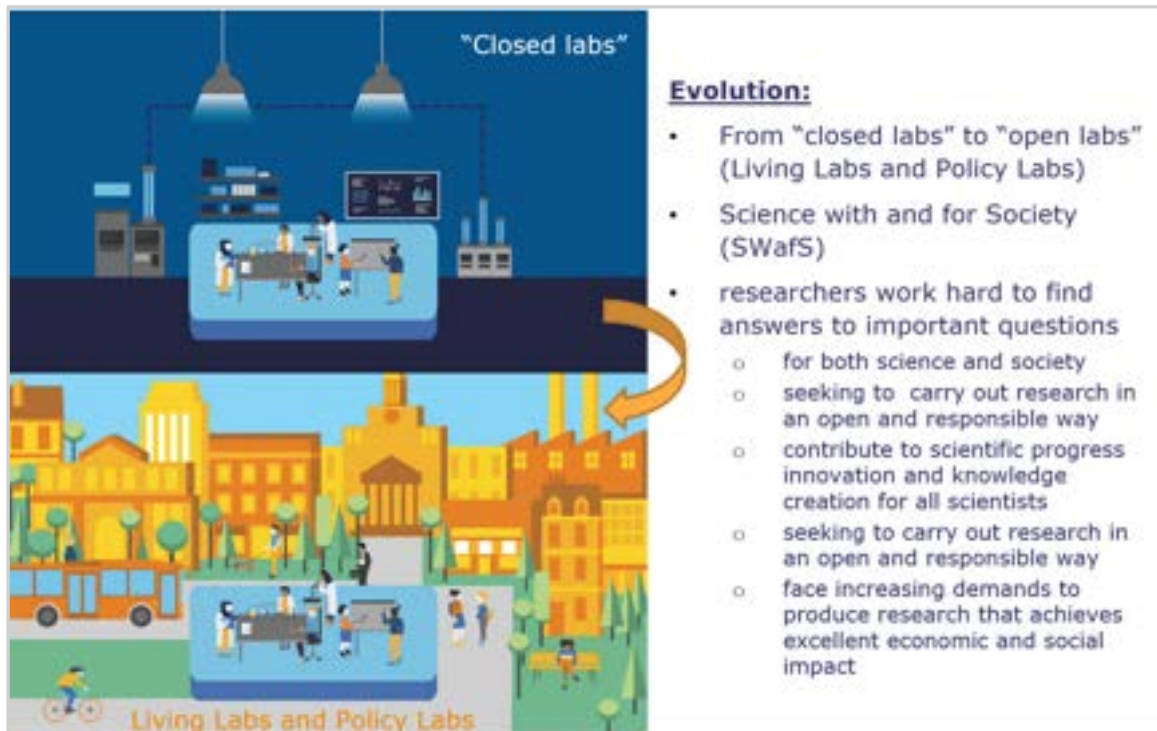 “Closed labs”
Living Labs and Policy Labs
Evolution:
• From “closed labs” to “open labs”
(Living Labs and Policy Labs)
• Science with and for Society
(SWafS)
• researchers work hard to find
answers to important questions
o for both science and society
o seeking to carry out research in
an open and responsible way
o contribute to scientific progress
innovation and knowledge
creation for all scientists
o seeking to carry out research in
an open and responsible way
o face increasing demands to
produce research that achieves
excellent economic and social
impact